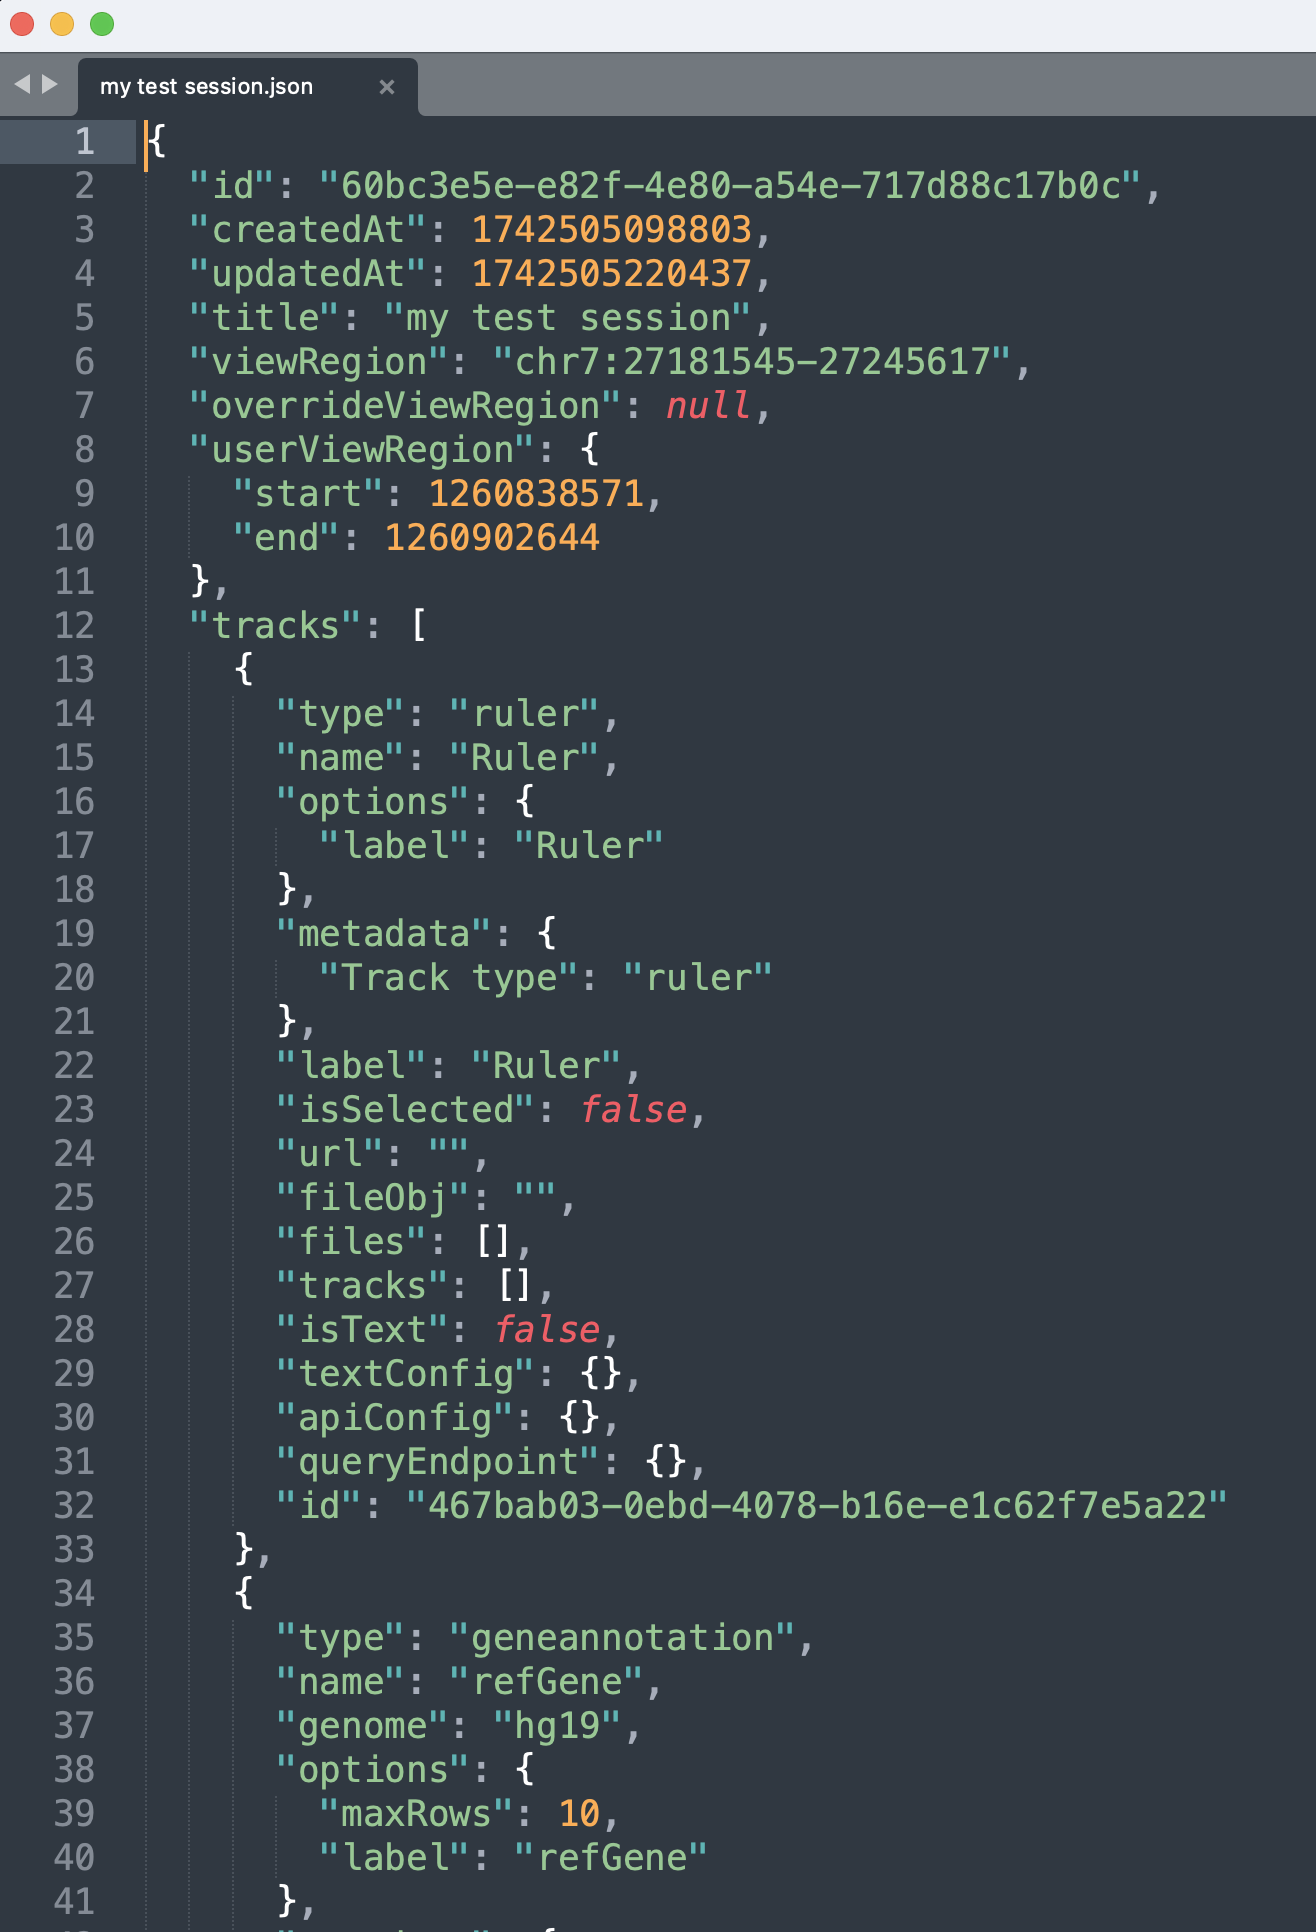 my test session.json ×
1 {
2   "id": "60bc3e5e-e82f-4e80-a54e-717d88c17b0c",
3   "createdAt": 1742505098803,
4   "updatedAt": 1742505220437,
5   "title": "my test session",
6   "viewRegion": "chr7:27181545-27245617",
7   "overrideViewRegion": null,
8   "userViewRegion": {
9     "start": 1260838571,
10     "end": 1260902644
11   },
12   "tracks": [
13     {
14       "type": "ruler",
15       "name": "Ruler",
16       "options": {
17         "label": "Ruler"
18       },
19       "metadata": {
20         "Track type": "ruler"
21       },
22       "label": "Ruler",
23       "isSelected": false,
24       "url": "",
25       "fileObj": "",
26       "files": [],
27       "tracks": [],
28       "isText": false,
29       "textConfig": {},
30       "apiConfig": {},
31       "queryEndpoint": {},
32       "id": "467bab03-0ebd-4078-b16e-e1c62f7e5a22"
33     },
34     {
35       "type": "geneannotation",
36       "name": "refGene",
37       "genome": "hg19",
38       "options": {
39         "maxRows": 10,
40         "label": "refGene"
41       },